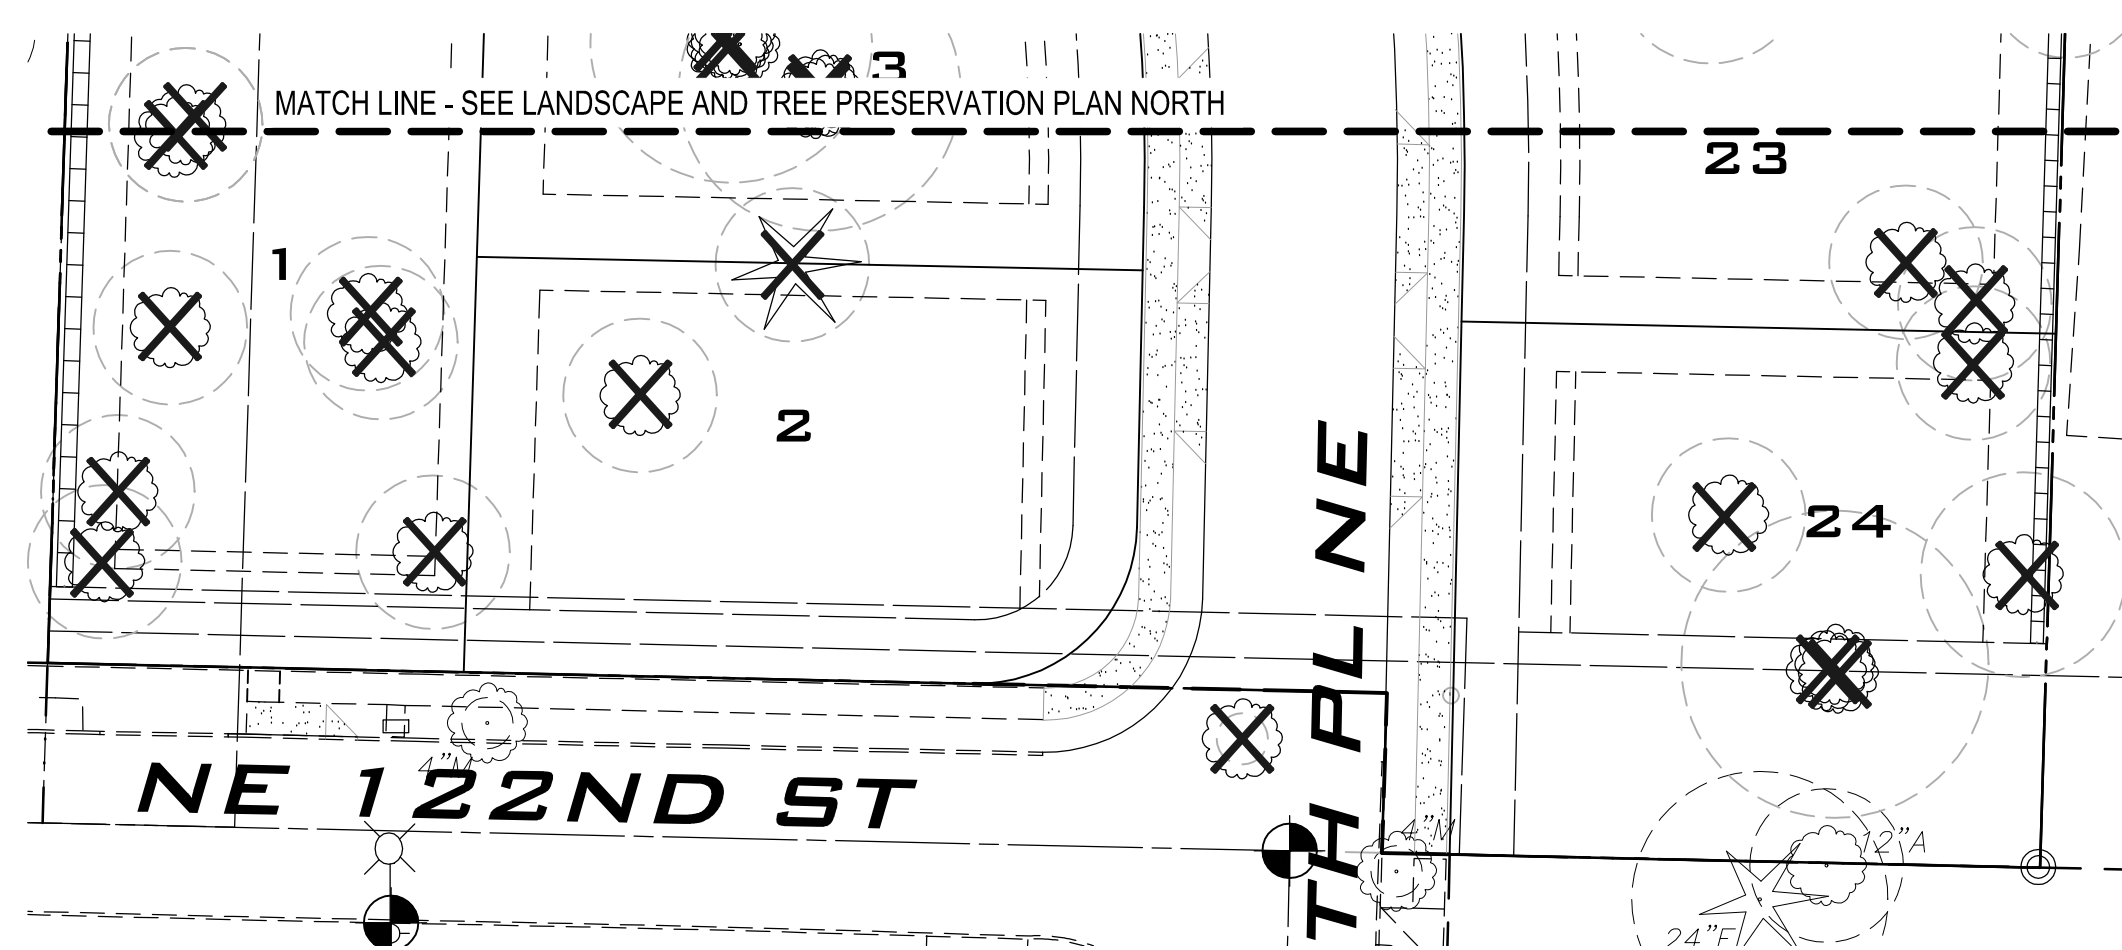 3
MATCH LINE - SEE LANDSCAPE AND TREE PRESERVATION PLAN NORTH
23
1
2
24
TH PL NE
4"M
NE 122ND ST
4"M
12"A
24"F